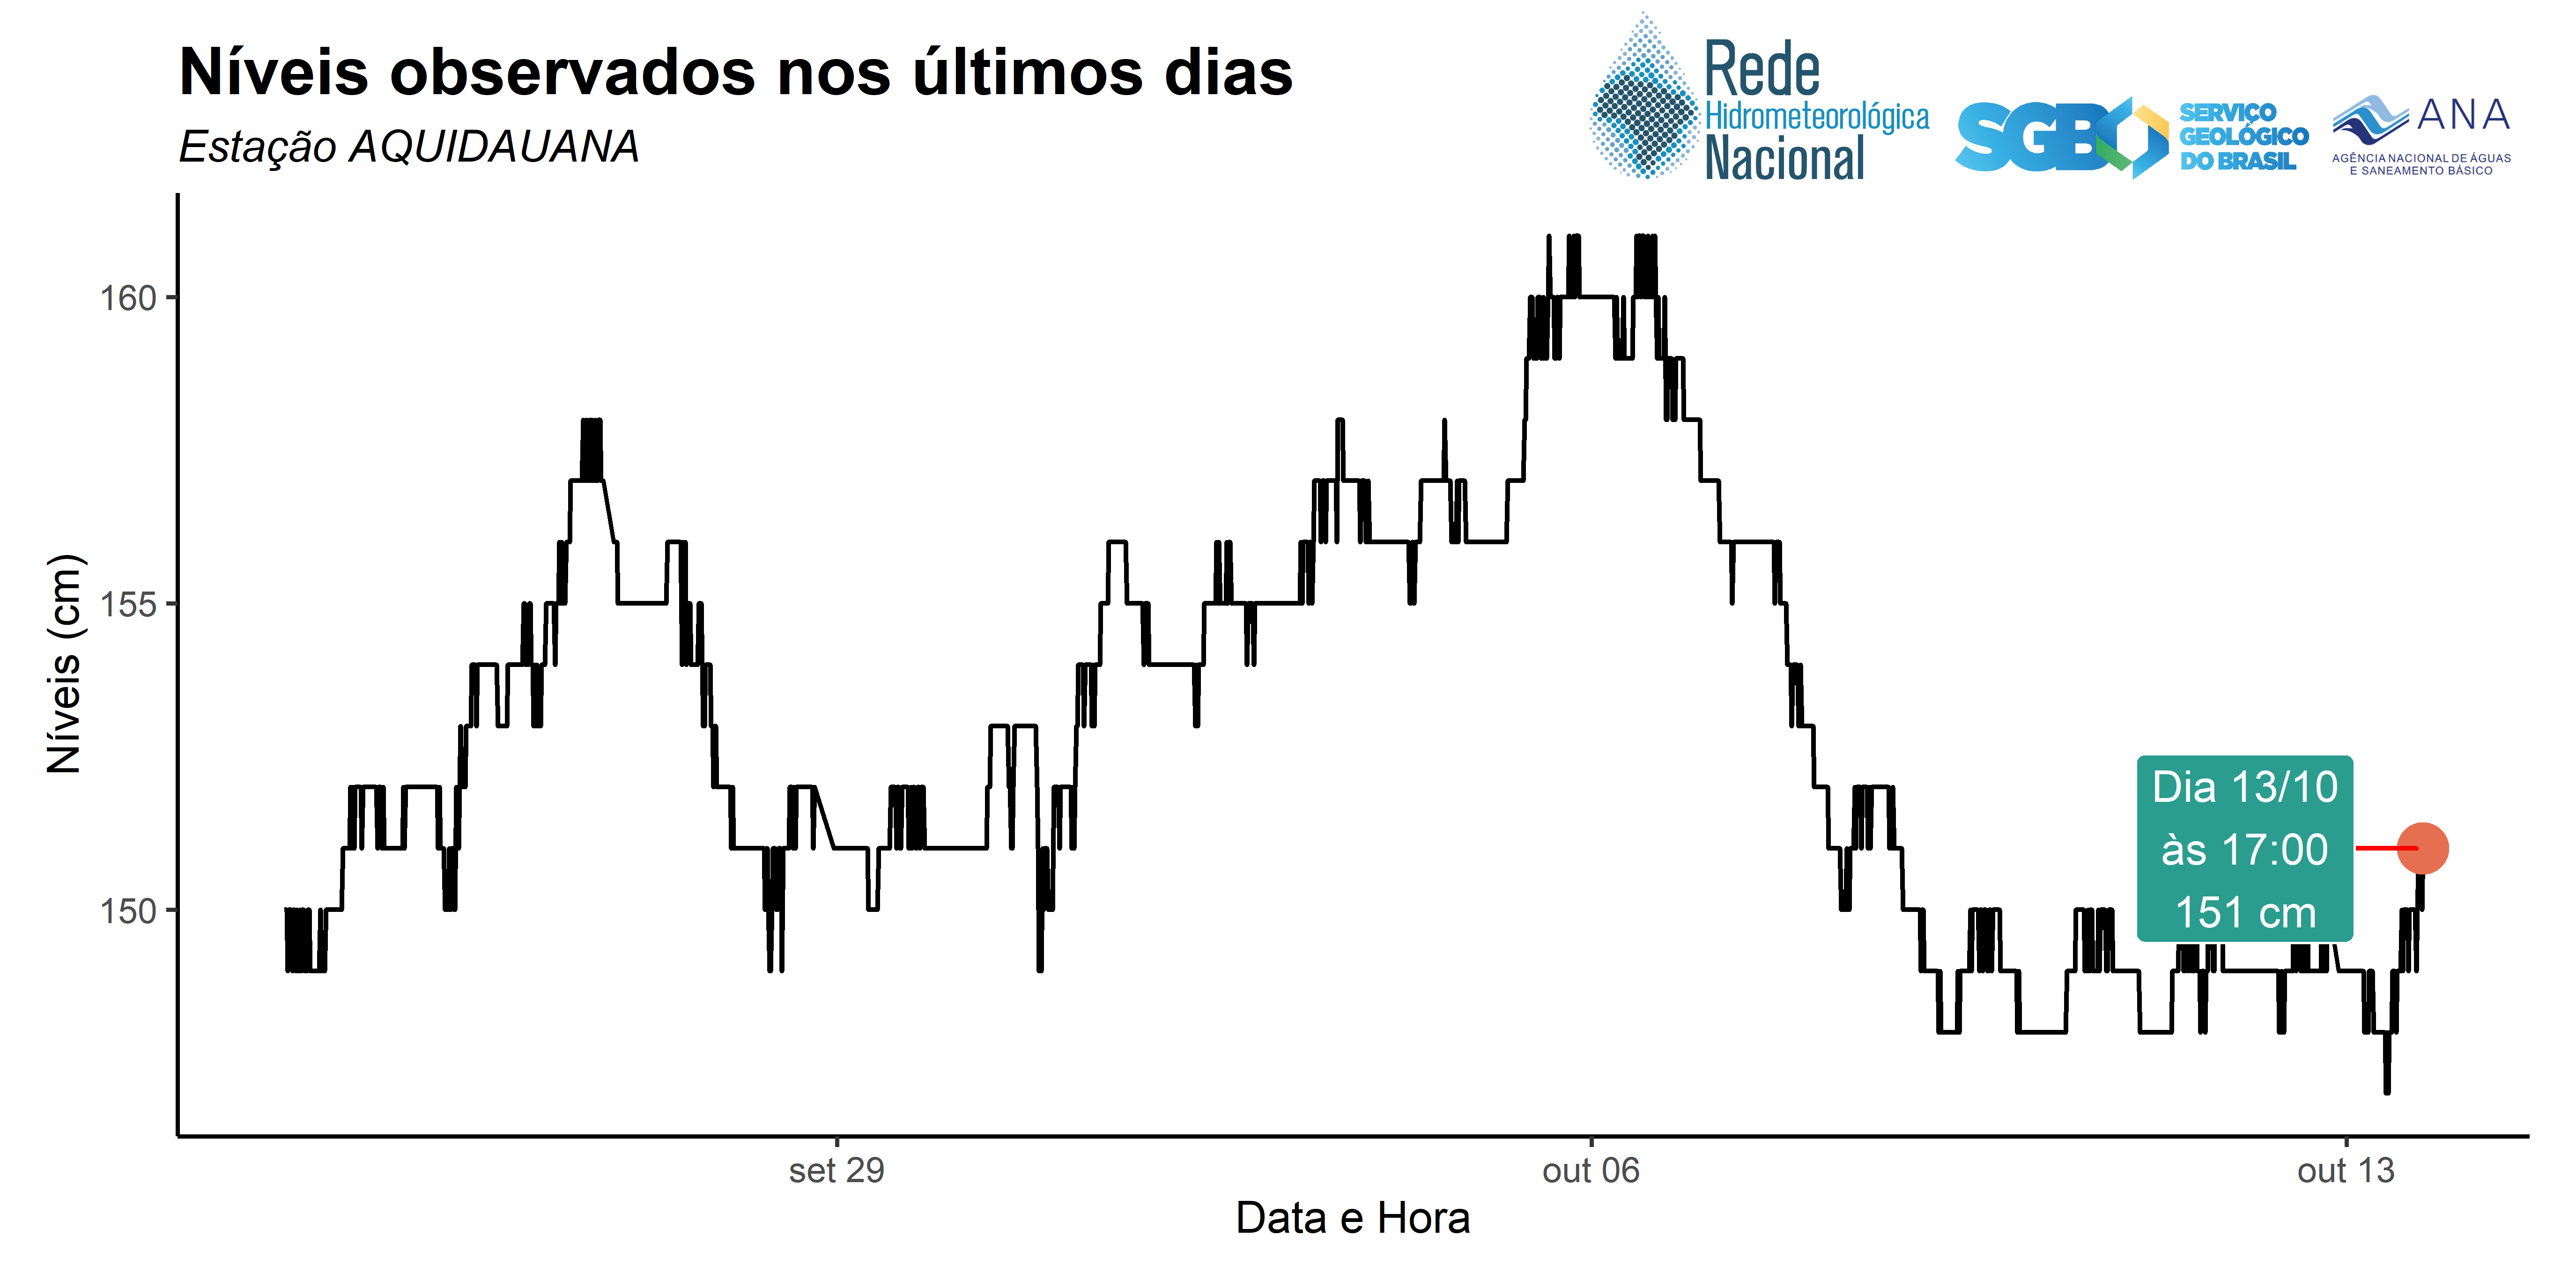 Níveis observados nos últimos dias
Estação AQUIDAUANA
Rede
Hidrometeorológica
Nacional
SGB
SERVIÇO
GEOLÓGICO
DO BRASIL
ANA
AGÊNCIA NACIONAL DE ÁGUAS
E SANEAMENTO BÁSICO
Níveis (cm)
160
155
150
Dia 13/10
às 17:00
151 cm
set 29
out 06
out 13
Data e Hora